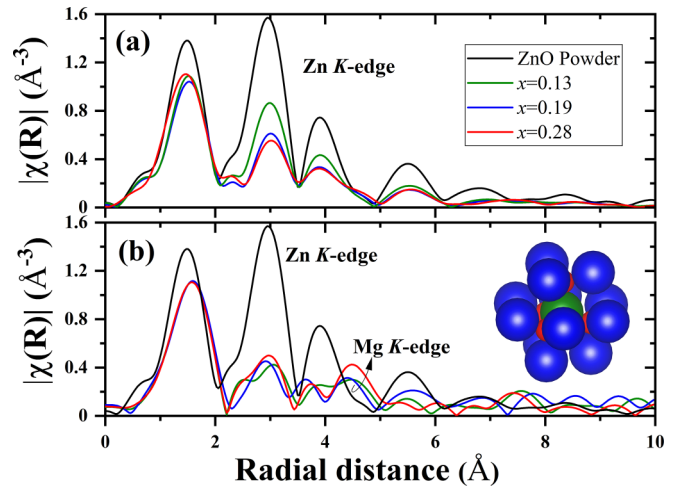 1.6
(a)
Zn K-edge
ZnO Powder
x=0.13
x=0.19
x=0.28
1.2
0.8
0.4
0
|χ(R)| (Å⁻³)
1.6
(b)
Zn K-edge
1.2
0.8
Mg K-edge
0.4
0
|χ(R)| (Å⁻³)
0 2 4 6 8 10
Radial distance (Å)